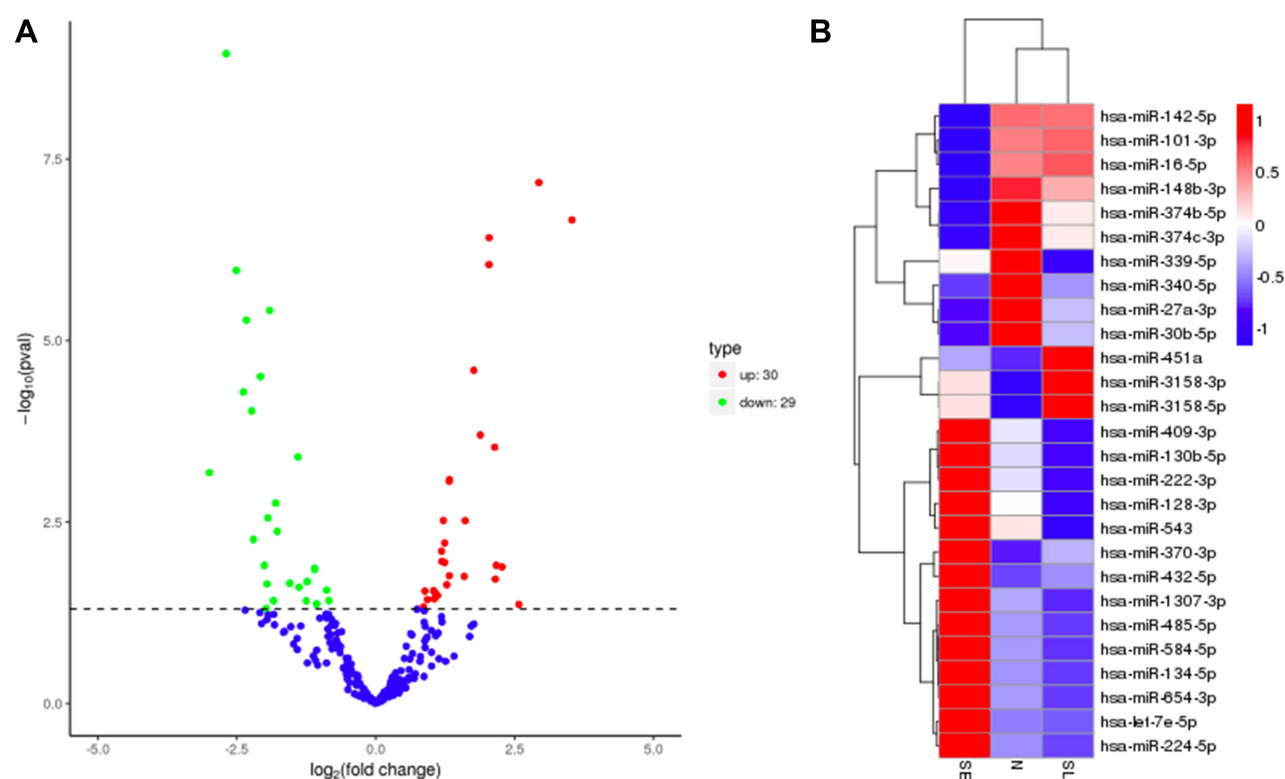 A
7.5
5.0
2.5
0.0
−log₁₀(pval)
-5.0
-2.5
0.0
2.5
5.0
log₂(fold change)
type
up: 30
down: 29
B
hsa-miR-142-5p
hsa-miR-101-3p
hsa-miR-16-5p
hsa-miR-148b-3p
hsa-miR-374b-5p
hsa-miR-374c-3p
hsa-miR-339-5p
hsa-miR-340-5p
hsa-miR-27a-3p
hsa-miR-30b-5p
hsa-miR-451a
hsa-miR-3158-3p
hsa-miR-3158-5p
hsa-miR-409-3p
hsa-miR-130b-5p
hsa-miR-222-3p
hsa-miR-128-3p
hsa-miR-543
hsa-miR-370-3p
hsa-miR-432-5p
hsa-miR-1307-3p
hsa-miR-485-5p
hsa-miR-584-5p
hsa-miR-134-5p
hsa-miR-654-3p
hsa-let-7e-5p
hsa-miR-224-5p
1
0.5
0
-0.5
-1
N
SL